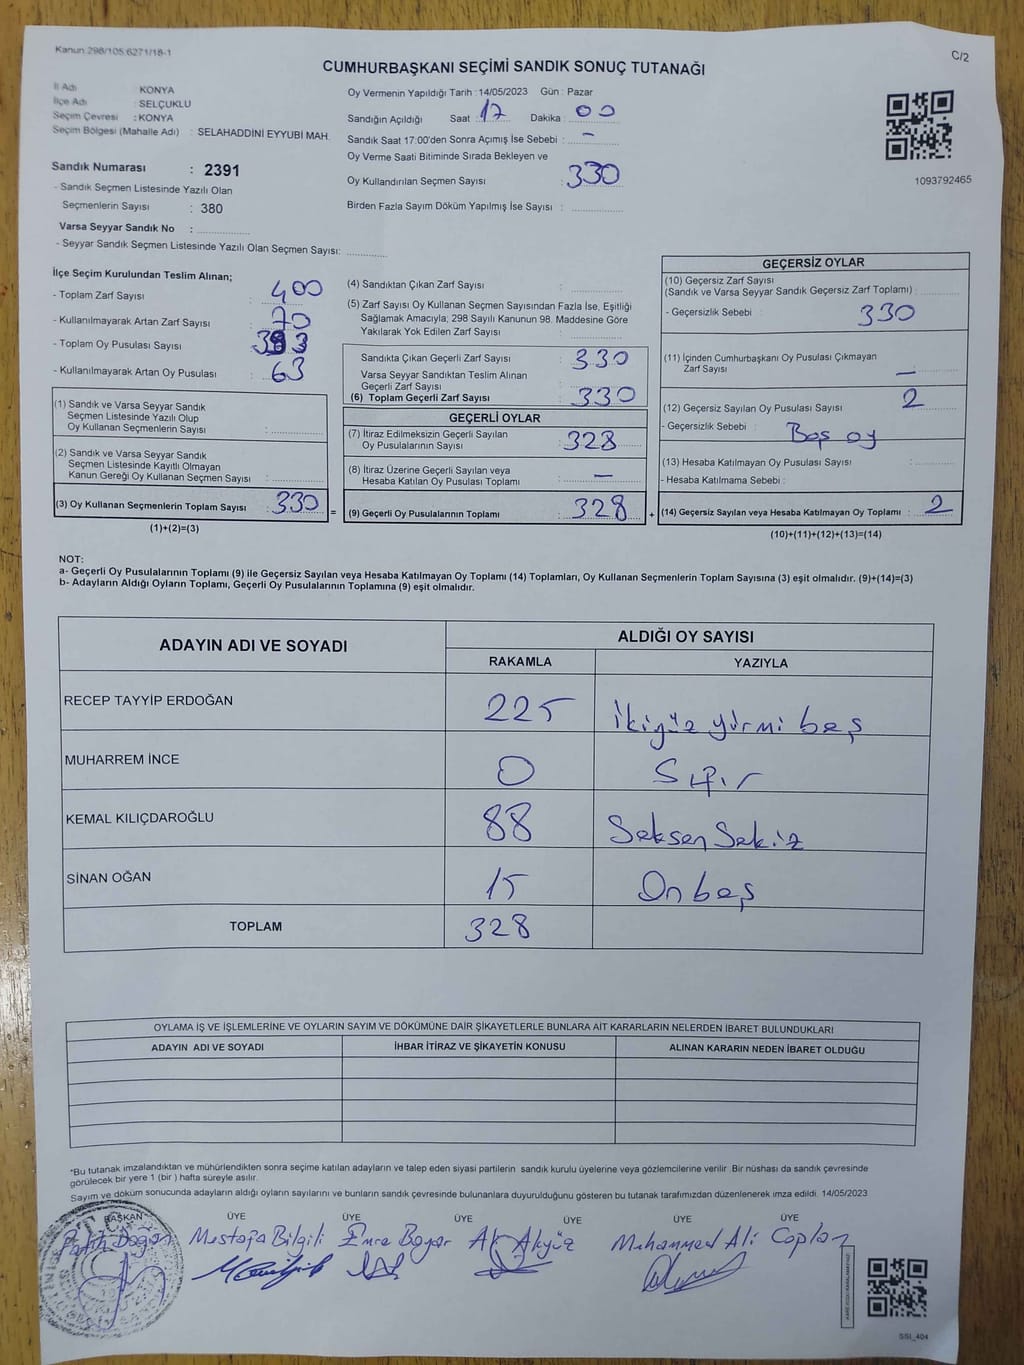 Kanun 298/105,6271/18-1
C/2
CUMHURBAŞKANI SEÇİMİ SANDIK SONUÇ TUTANAĞI
İl Adı : KONYA
İlçe Adı : SELÇUKLU
Seçim Çevresi : KONYA
Seçim Bölgesi (Mahalle Adı) : SELAHADDİNİ EYYUBİ MAH.
Sandık Numarası : 2391
- Sandık Seçmen Listesinde Yazılı Olan
Seçmenlerin Sayısı : 380
Varsa Seyyar Sandık No :
- Seyyar Sandık Seçmen Listesinde Yazılı Olan Seçmen Sayısı:
Oy Vermenin Yapıldığı Tarih : 14/05/2023 Gün : Pazar
Sandığın Açıldığı Saat : 17 Dakika : 00
Sandık Saat 17:00'den Sonra Açımış İse Sebebi : -
Oy Verme Saati Bitiminde Sırada Bekleyen ve
Oy Kullandırılan Seçmen Sayısı : 330
Birden Fazla Sayım Döküm Yapılmış İse Sayısı :
1093792465
İlçe Seçim Kurulundan Teslim Alınan;
- Toplam Zarf Sayısı : 400
- Kullanılmayarak Artan Zarf Sayısı : 70
- Toplam Oy Pusulası Sayısı : 393
- Kullanılmayarak Artan Oy Pusulası : 63
(1) Sandık ve Varsa Seyyar Sandık
Seçmen Listesinde Yazılı Olup
Oy Kullanan Seçmenlerin Sayısı :
(2) Sandık ve Varsa Seyyar Sandık
Seçmen Listesinde Kayıtlı Olmayan
Kanun Gereği Oy Kullanan Seçmen Sayısı :
(3) Oy Kullanan Seçmenlerin Toplam Sayısı : 330 =
(1)+(2)=(3)
(4) Sandıktan Çıkan Zarf Sayısı :
(5) Zarf Sayısı Oy Kullanan Seçmen Sayısından Fazla İse, Eşitliği
Sağlamak Amacıyla; 298 Sayılı Kanunun 98. Maddesine Göre
Yakılarak Yok Edilen Zarf Sayısı :
Sandıkta Çıkan Geçerli Zarf Sayısı : 330
Varsa Seyyar Sandıktan Teslim Alınan
Geçerli Zarf Sayısı :
(6) Toplam Geçerli Zarf Sayısı : 330
GEÇERLİ OYLAR
(7) İtiraz Edilmeksizin Geçerli Sayılan
Oy Pusulalarının Sayısı : 328
(8) İtiraz Üzerine Geçerli Sayılan veya
Hesaba Katılan Oy Pusulası Toplamı : -
(9) Geçerli Oy Pusulalarının Toplamı : 328 +
GEÇERSİZ OYLAR
(10) Geçersiz Zarf Sayısı
(Sandık ve Varsa Seyyar Sandık Geçersiz Zarf Toplamı) :
- Geçersizlik Sebebi : 330
(11) İçinden Cumhurbaşkanı Oy Pusulası Çıkmayan
Zarf Sayısı : -
(12) Geçersiz Sayılan Oy Pusulası Sayısı : 2
- Geçersizlik Sebebi : Boş oy
(13) Hesaba Katılmayan Oy Pusulası Sayısı :
- Hesaba Katılmama Sebebi :
(14) Geçersiz Sayılan veya Hesaba Katılmayan Oy Toplamı : 2
(10)+(11)+(12)+(13)=(14)
NOT:
a- Geçerli Oy Pusulalarının Toplamı (9) ile Geçersiz Sayılan veya Hesaba Katılmayan Oy Toplamı (14) Toplamları, Oy Kullanan Seçmenlerin Toplam Sayısına (3) eşit olmalıdır. (9)+(14)=(3)
b- Adayların Aldığı Oyların Toplamı, Geçerli Oy Pusulalarının Toplamına (9) eşit olmalıdır.
ADAYIN ADI VE SOYADI ALDIĞI OY SAYISI
RAKAMLA YAZIYLA
RECEP TAYYİP ERDOĞAN 225 İkiyüz yirmi beş
MUHARREM İNCE 0 Sıfır
KEMAL KILIÇDAROĞLU 88 Seksen Sekiz
SİNAN OĞAN 15 On beş
TOPLAM 328
OYLAMA İŞ VE İŞLEMLERİNE VE OYLARIN SAYIM VE DÖKÜMÜNE DAİR ŞİKAYETLERLE BUNLARA AİT KARARLARIN NELERDEN İBARET BULUNDUKLARI
ADAYIN ADI VE SOYADI İHBAR İTİRAZ VE ŞİKAYETİN KONUSU ALINAN KARARIN NEDEN İBARET OLDUĞU
*Bu tutanak imzalandıktan ve mühürlendikten sonra seçime katılan adayların ve talep eden siyasi partilerin sandık kurulu üyelerine veya gözlemcilerine verilir. Bir nüshası da sandık çevresinde
görülecek bir yere 1 (bir ) hafta süreyle asılır.
Sayım ve döküm sonucunda adayların aldığı oyların sayılarını ve bunların sandık çevresinde bulunanlara duyurulduğunu gösteren bu tutanak tarafımızdan düzenlenerek imza edildi. 14/05/2023
BAŞKAN ÜYE ÜYE ÜYE ÜYE ÜYE ÜYE
Fatih Doğan Mustafa Bilgili Emre Boyar Akyüz Muhammed Ali Coplan
SSI_404